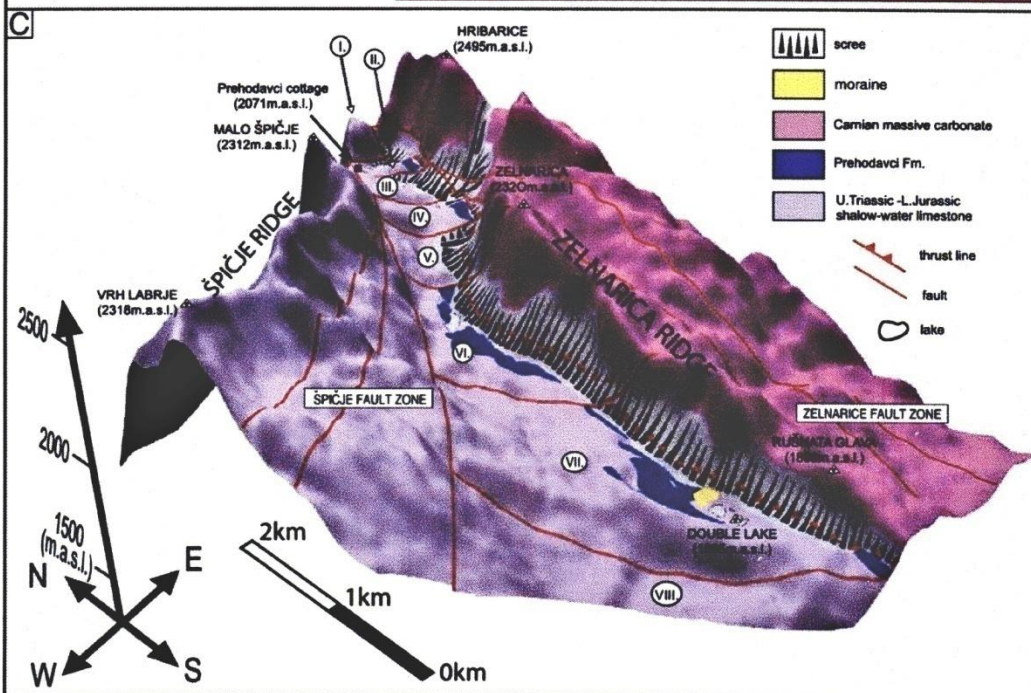 C
HRIBARICE
(2495m.a.s.l.)
I.
II.
Prehodavci cottage
(2071m.a.s.l.)
MALO ŠPIČJE
(2312m.a.s.l.)
ZELNARICA
(2320m.a.s.l.)
III.
IV.
V.
ŠPIČJE RIDGE
ZELNARICA RIDGE
VRH LABRJE
(2318m.a.s.l.)
VI.
ŠPIČJE FAULT ZONE
ZELNARICE FAULT ZONE
RUŠNATA GLAVA
VII.
DOUBLE LAKE
VIII.
scree
moraine
Carnian massive carbonate
Prehodavci Fm.
U.Triassic -L.Jurassic
shalow-water limestone
thrust line
fault
lake
2500
2000
1500
(m.a.s.l.)
N
E
W
S
2km
1km
0km